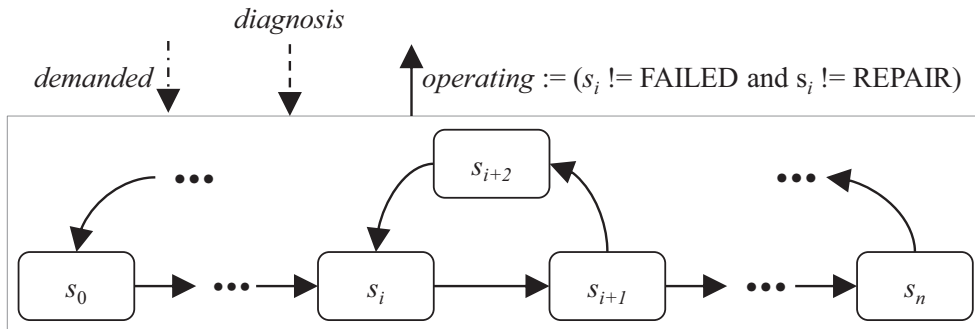 diagnosis
demanded
operating := (s_i != FAILED and s_i != REPAIR)
•••
s_{i+2}
•••
s_0
•••
s_i
s_{i+1}
•••
s_n